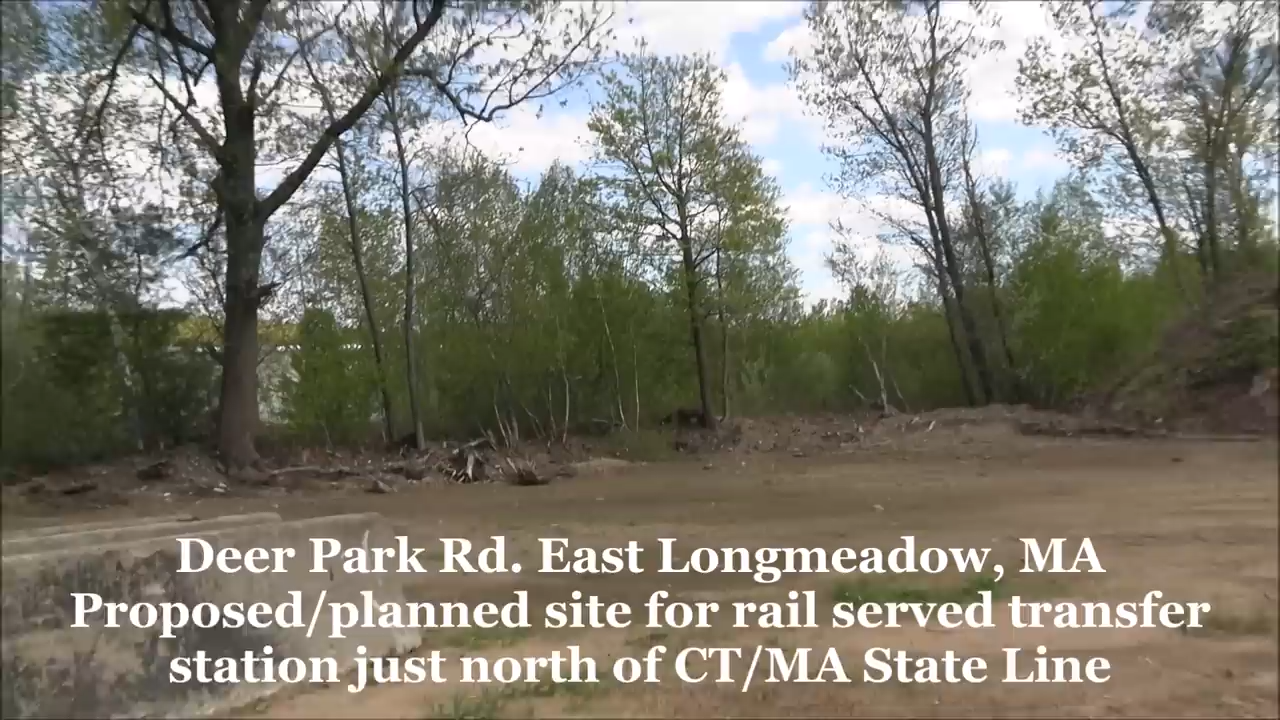 Deer Park Rd. East Longmeadow, MA
Proposed/planned site for rail served transfer
station just north of CT/MA State Line